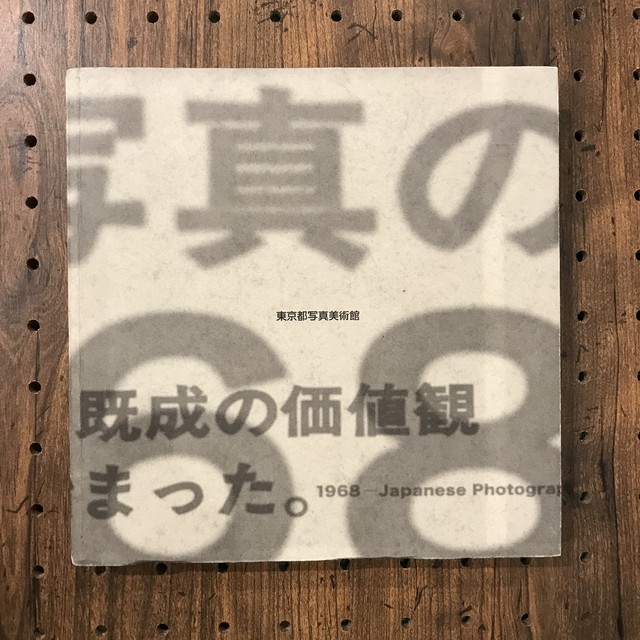 写真の
東京都写真美術館
68
既成の価値観
まった。
1968—Japanese Photograp